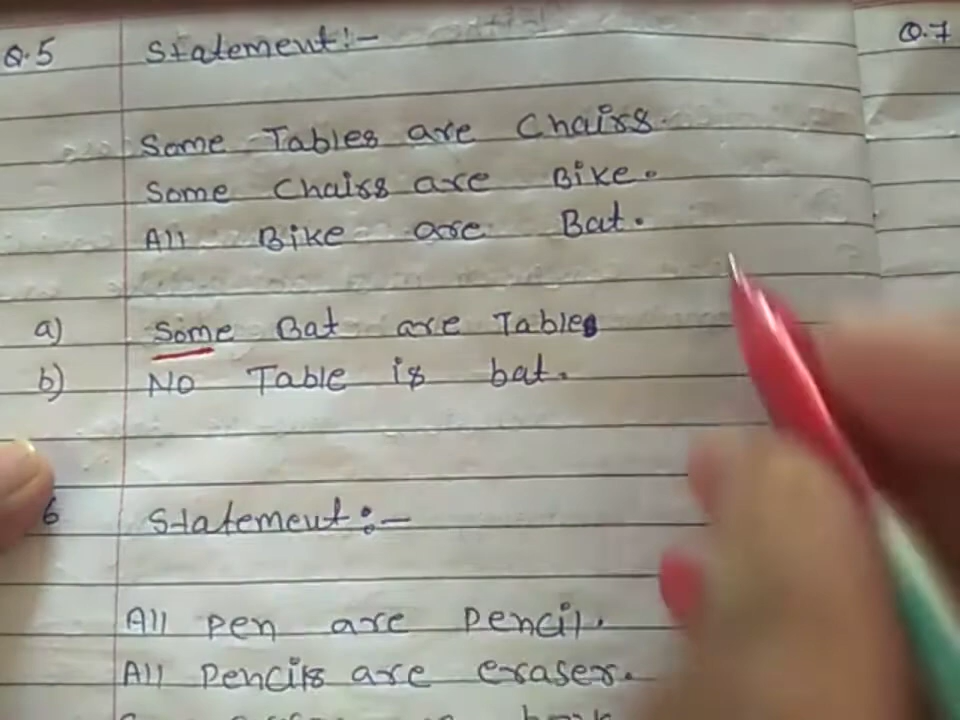 Q.5 Statement:- Q.7
Some Tables are Chairs.
Some Chairs are Bike.
All Bike are Bat.
a) Some Bat are Tables
b) No Table is bat.
6 Statement:-
All pen are pencil.
All pencils are eraser.